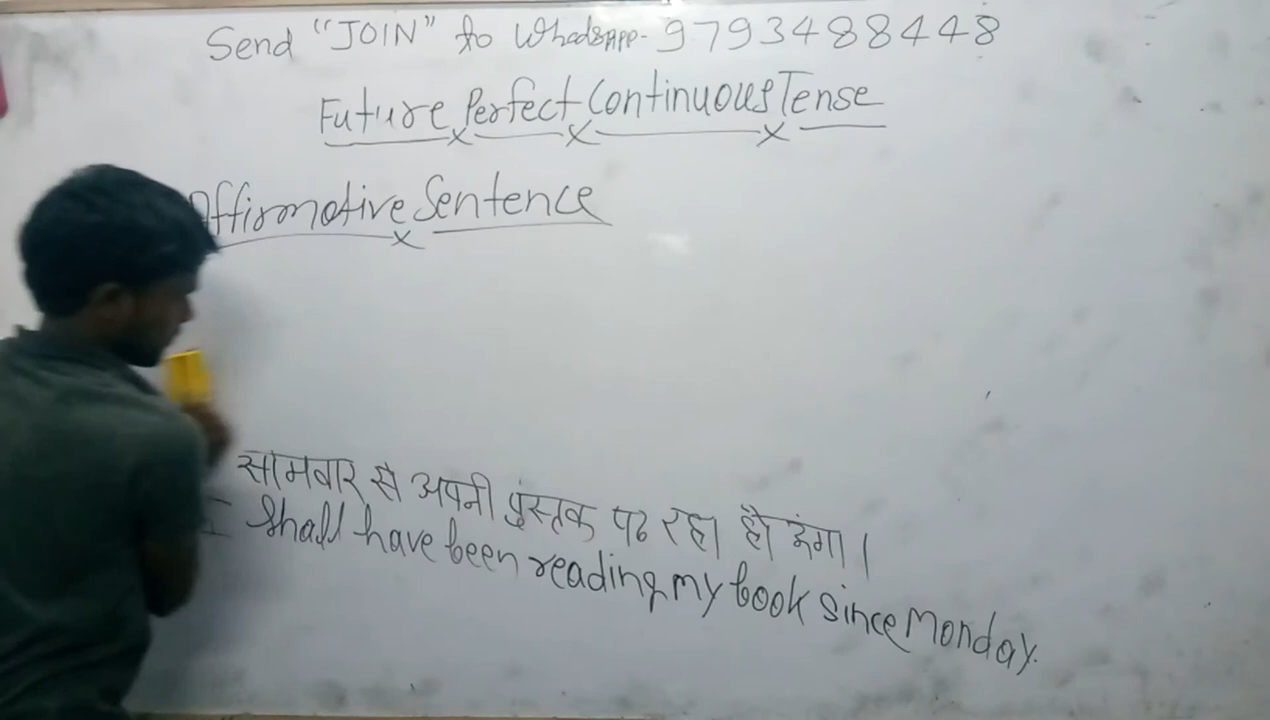 Send "JOIN" to WhadsAPP-9793488448
Future Perfect Continuous Tense
Affirmative Sentence
सोमवार से अपनी पुस्तक पढ रहा होऊंगा।
I Shall have been reading my book since Monday.